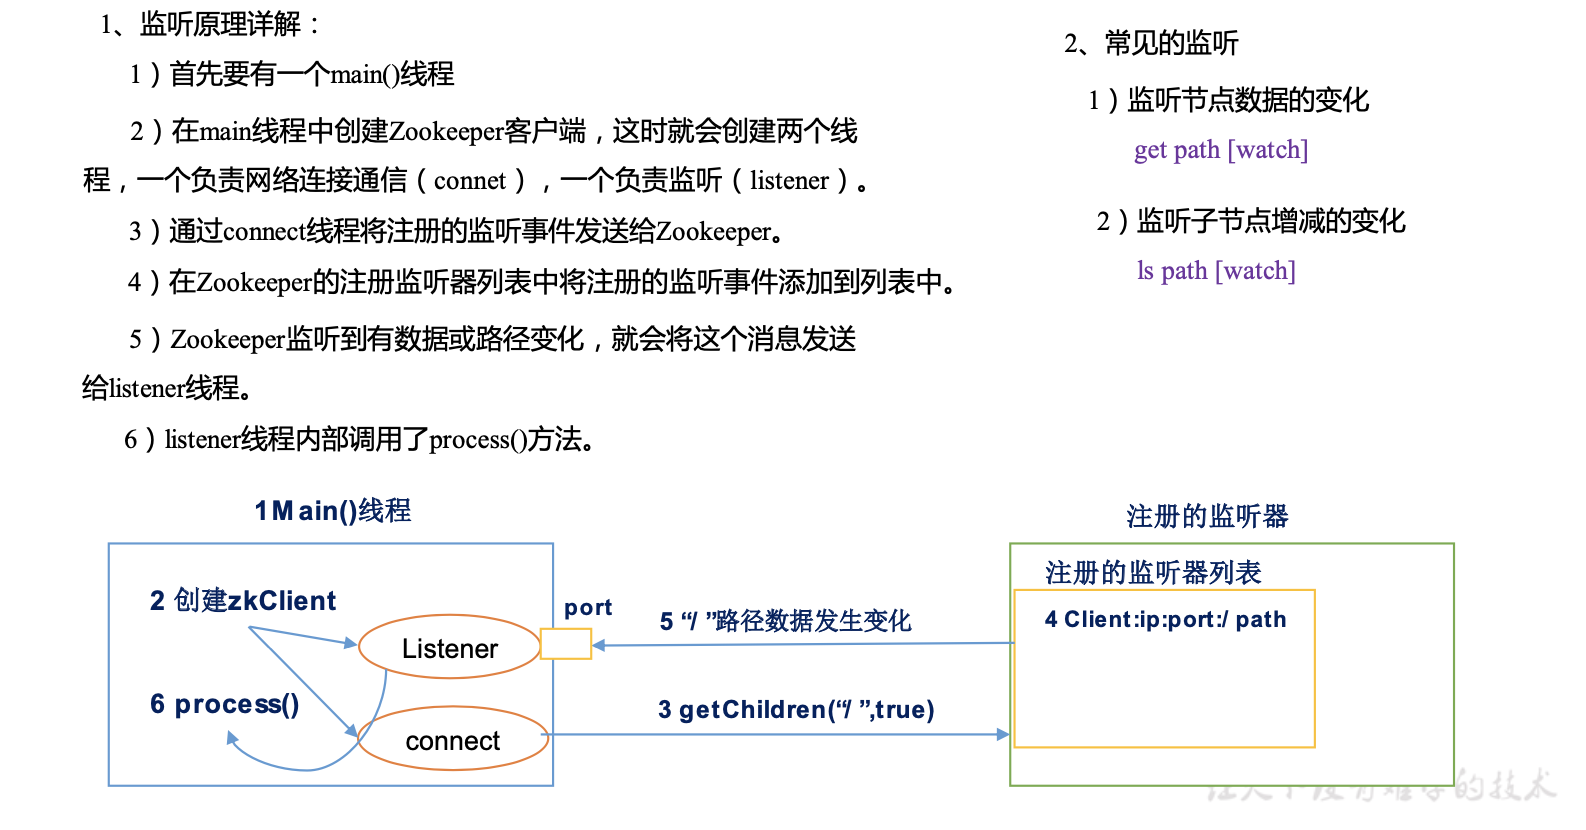 1、监听原理详解：
1）首先要有一个main()线程
2）在main线程中创建Zookeeper客户端，这时就会创建两个线
程，一个负责网络连接通信（connet），一个负责监听（listener）。
3）通过connect线程将注册的监听事件发送给Zookeeper。
4）在Zookeeper的注册监听器列表中将注册的监听事件添加到列表中。
5）Zookeeper监听到有数据或路径变化，就会将这个消息发送
给listener线程。
6）listener线程内部调用了process()方法。
2、常见的监听
1）监听节点数据的变化
get path [watch]
2）监听子节点增减的变化
ls path [watch]
1Main()线程
2 创建zkClient
Listener
port
6 process()
connect
5 “/ ”路径数据发生变化
3 getChildren(“/ ”,true)
注册的监听器
注册的监听器列表
4 Client:ip:port:/ path
的技术